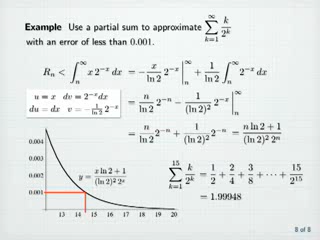 Example Use a partial sum to approximate ∑_{k=1}^{∞} k/2^k
with an error of less than 0.001.
R_n < ∫_n^∞ x 2^{-x} dx = -x/ln 2 2^{-x} |_n^∞ + 1/ln 2 ∫_n^∞ 2^{-x} dx
u = x dv = 2^{-x}dx
du = dx v = -1/ln 2 2^{-x}
= n/ln 2 2^{-n} - 1/(ln 2)^2 2^{-x} |_n^∞
= n/ln 2 2^{-n} + 1/(ln 2)^2 2^{-n} = (n ln 2 + 1)/((ln 2)^2 2^n)
0.004
0.003
0.002
0.001
y = (x ln 2 + 1)/((ln 2)^2 2^x)
13 14 15 16 17 18 19 20
∑_{k=1}^{15} k/2^k = 1/2 + 2/4 + 3/8 + ⋯ + 15/2^{15}
= 1.99948
8 of 8